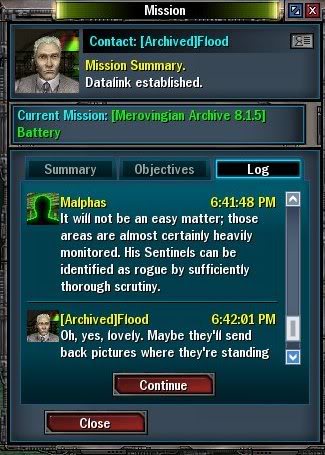 Mission
Contact: [Archived]Flood
Mission Summary.
Datalink established.
Current Mission: [Merovingian Archive 8.1.5]
Battery
Summary
Objectives
Log
Malphas 6:41:48 PM
It will not be an easy matter; those
areas are almost certainly heavily
monitored. His Sentinels can be
identified as rogue by sufficiently
thorough scrutiny.
[Archived]Flood 6:42:01 PM
Oh, yes, lovely. Maybe they'll send
back pictures where they're standing
Continue
Close